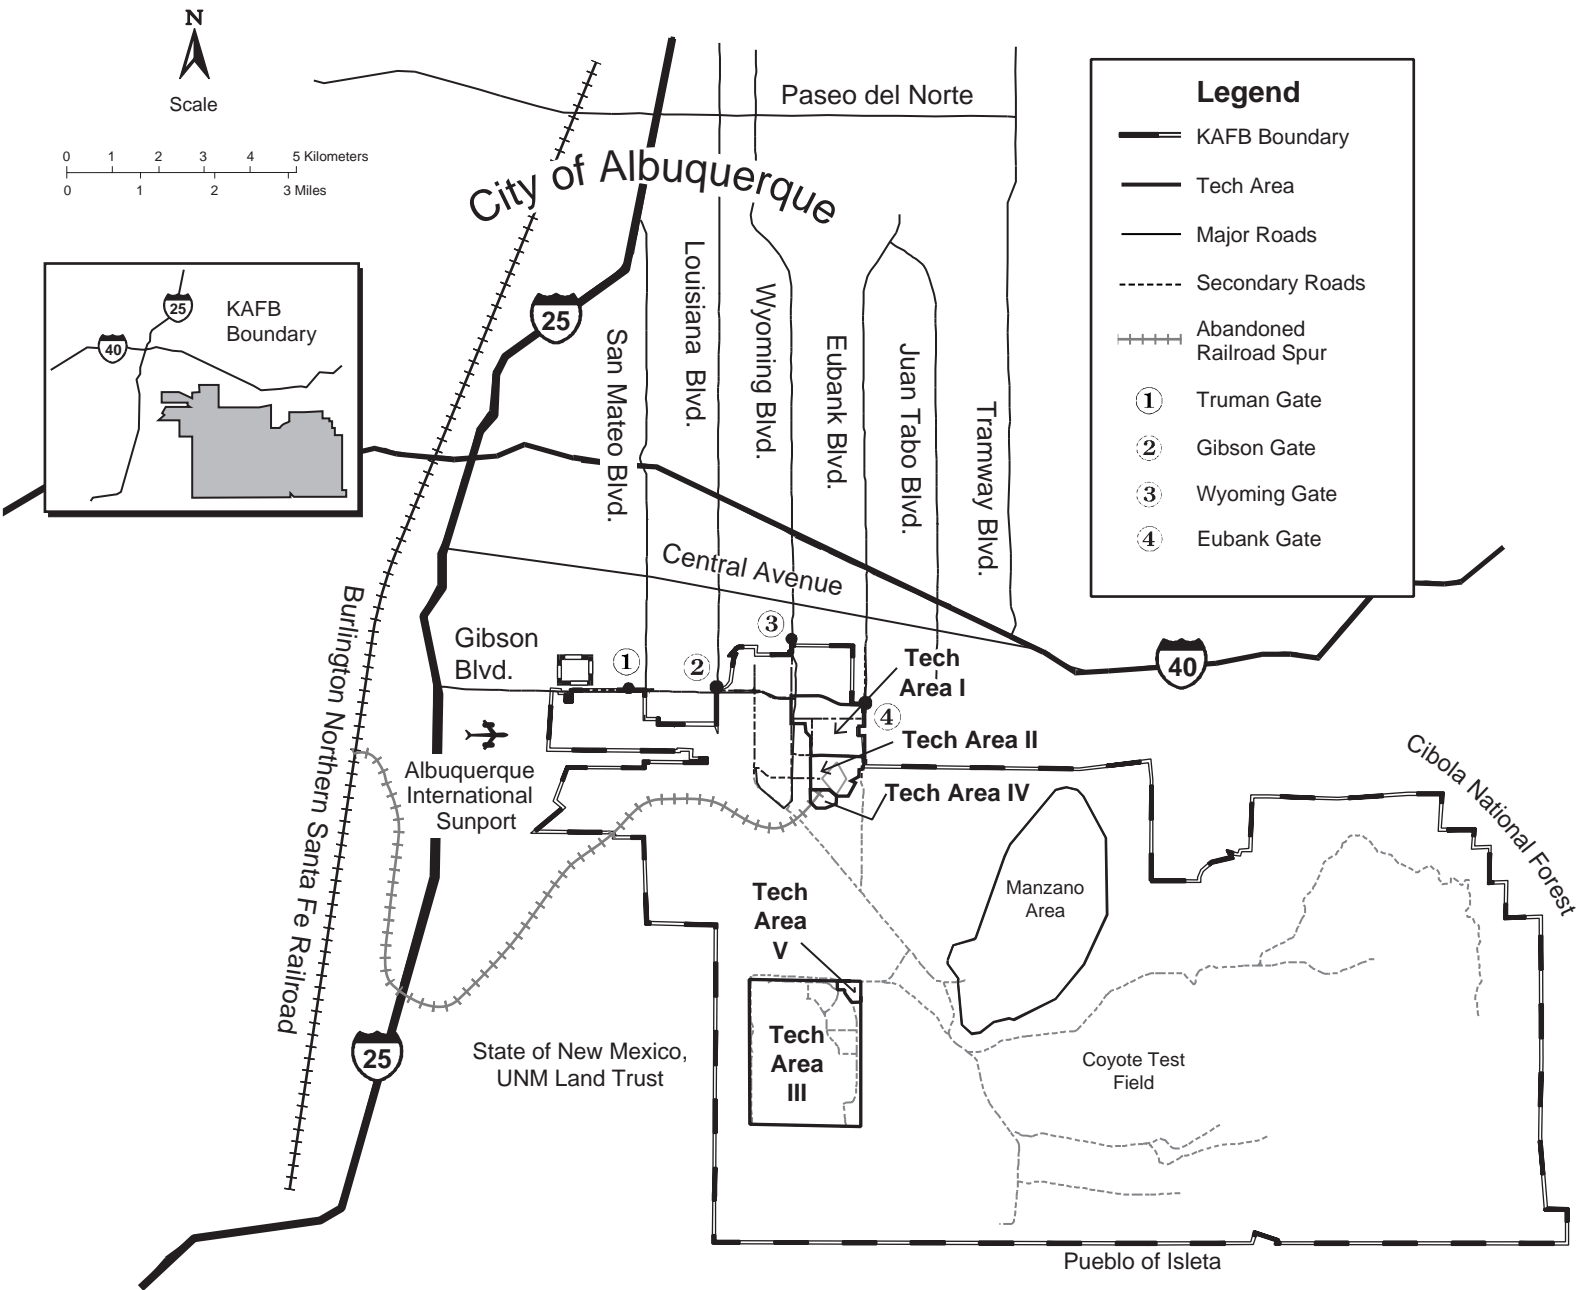 N
Scale
0 1 2 3 4 5 Kilometers
0 1 2 3 Miles
Paseo del Norte
City of Albuquerque
Legend
KAFB Boundary
Tech Area
Major Roads
Secondary Roads
Abandoned
Railroad Spur
1 Truman Gate
2 Gibson Gate
3 Wyoming Gate
4 Eubank Gate
25
40
KAFB
Boundary
25
San Mateo Blvd.
Louisiana Blvd.
Wyoming Blvd.
Eubank Blvd.
Juan Tabo Blvd.
Tramway Blvd.
Central Avenue
Burlington Northern Santa Fe Railroad
Gibson
Blvd.
1
2
3
4
40
Tech
Area I
Tech Area II
Tech Area IV
Albuquerque
International
Sunport
Cibola National Forest
Manzano
Area
Tech
Area
V
Tech
Area
III
State of New Mexico,
UNM Land Trust
25
Coyote Test
Field
Pueblo of Isleta